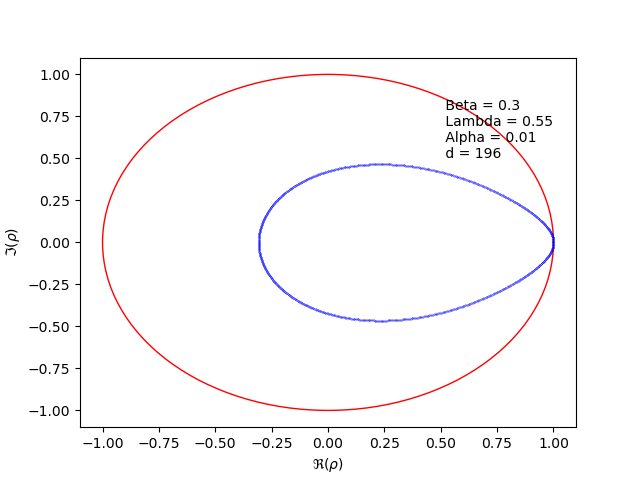 1.00
0.75
0.50
0.25
0.00
−0.25
−0.50
−0.75
−1.00
ℑ(ρ)
Beta = 0.3
Lambda = 0.55
Alpha = 0.01
d = 196
−1.00 −0.75 −0.50 −0.25 0.00 0.25 0.50 0.75 1.00
ℜ(ρ)